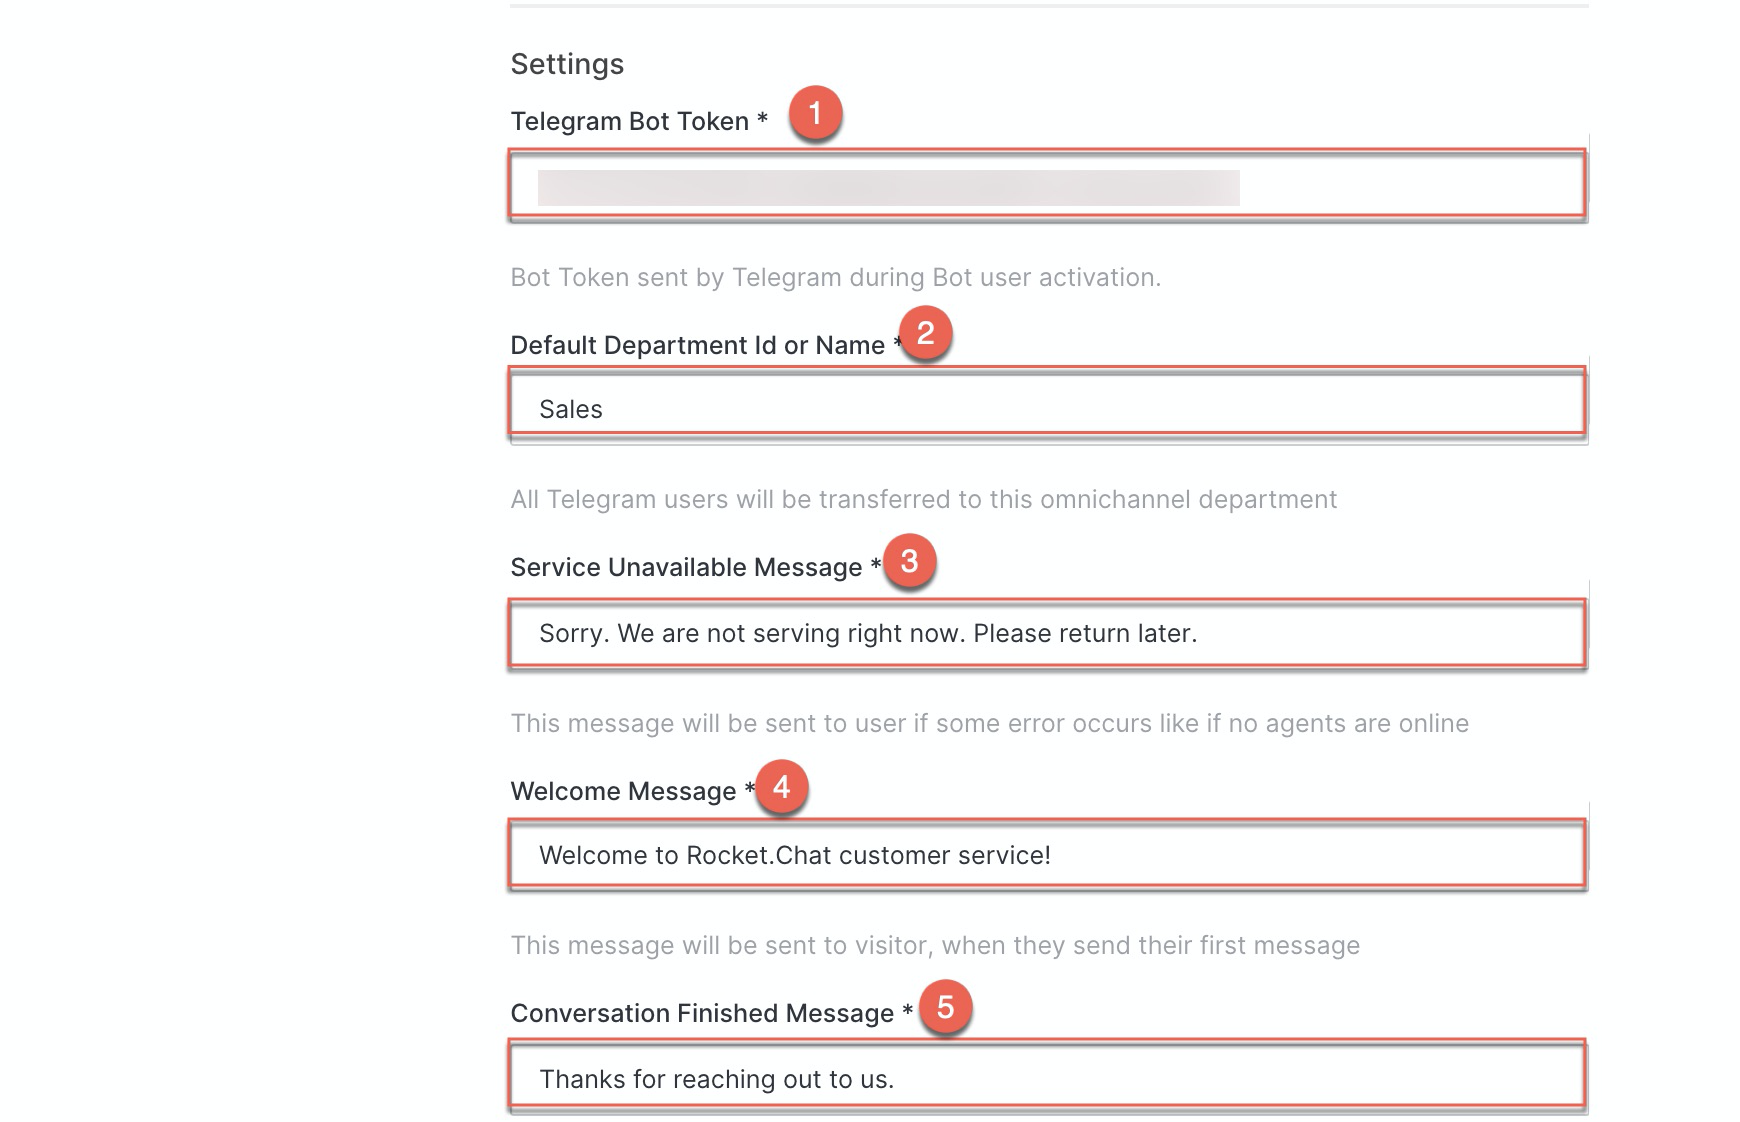 Settings
Telegram Bot Token * 1
Bot Token sent by Telegram during Bot user activation.
Default Department Id or Name * 2
Sales
All Telegram users will be transferred to this omnichannel department
Service Unavailable Message * 3
Sorry. We are not serving right now. Please return later.
This message will be sent to user if some error occurs like if no agents are online
Welcome Message * 4
Welcome to Rocket.Chat customer service!
This message will be sent to visitor, when they send their first message
Conversation Finished Message * 5
Thanks for reaching out to us.